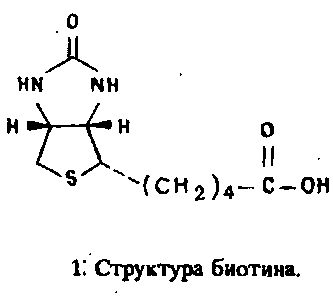 O
HN NH
H H
O
S (CH2)4—C—OH
1. Структура биотина.